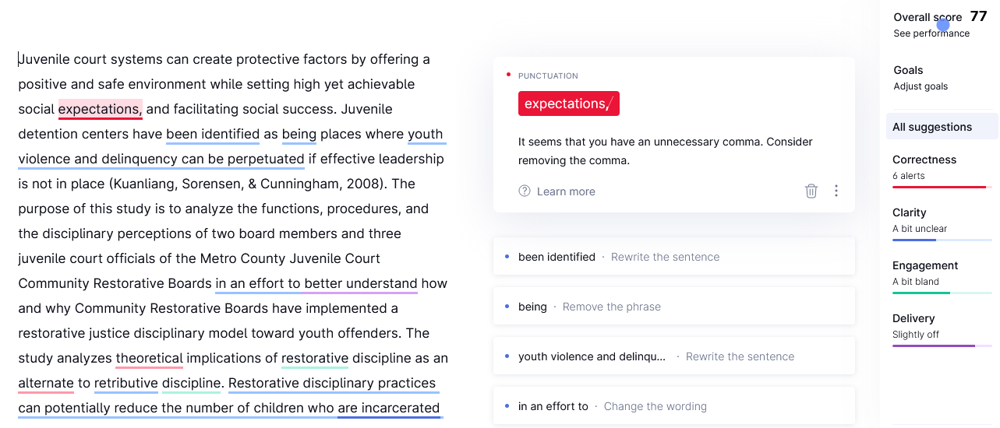 Juvenile court systems can create protective factors by offering a
positive and safe environment while setting high yet achievable
social expectations, and facilitating social success. Juvenile
detention centers have been identified as being places where youth
violence and delinquency can be perpetuated if effective leadership
is not in place (Kuanliang, Sorensen, & Cunningham, 2008). The
purpose of this study is to analyze the functions, procedures, and
the disciplinary perceptions of two board members and three
juvenile court officials of the Metro County Juvenile Court
Community Restorative Boards in an effort to better understand how
and why Community Restorative Boards have implemented a
restorative justice disciplinary model toward youth offenders. The
study analyzes theoretical implications of restorative discipline as an
alternate to retributive discipline. Restorative disciplinary practices
can potentially reduce the number of children who are incarcerated
PUNCTUATION
expectations,
It seems that you have an unnecessary comma. Consider
removing the comma.
Learn more
been identified · Rewrite the sentence
being · Remove the phrase
youth violence and delinqu... · Rewrite the sentence
in an effort to · Change the wording
Overall score 77
See performance
Goals
Adjust goals
All suggestions
Correctness
6 alerts
Clarity
A bit unclear
Engagement
A bit bland
Delivery
Slightly off